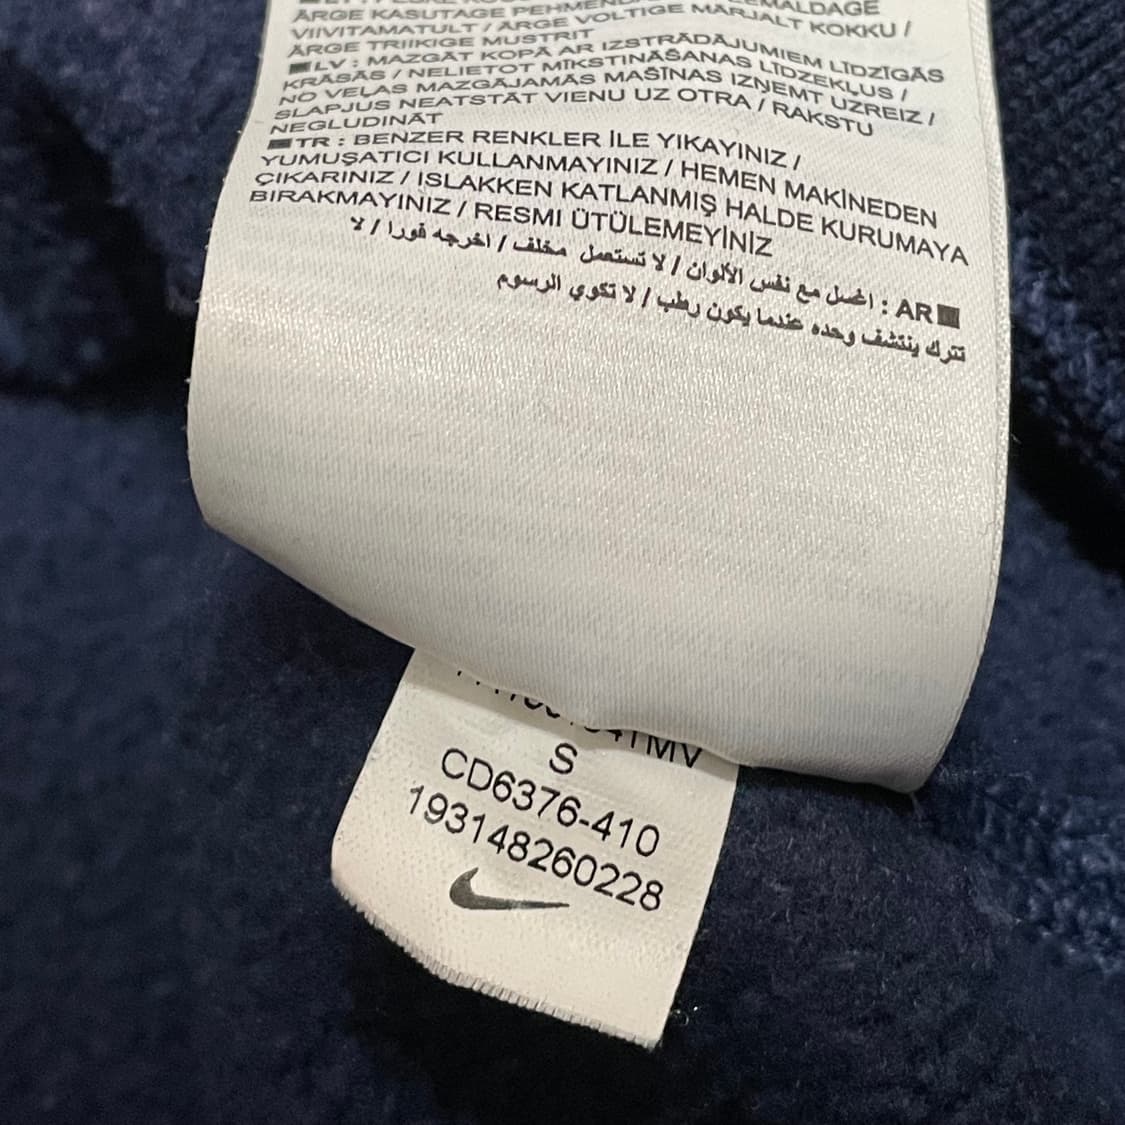 ÄRGE KASUTAGE
VIIVITAMATULT / ÄRGE VOLTIGE MÄRJALT KOKKU /
ÄRGE TRIIKIGE MUSTRIT
LV : MAZGĀT KOPĀ AR IZSTRĀDĀJUMIEM LĪDZĪGĀS
KRĀSĀS / NELIETOT MĪKSTINĀŠANAS LĪDZEKĻUS /
NO VEĻAS MAZGĀJAMĀS MAŠĪNAS IZŅEMT UZREIZ /
SLAPJUS NEATSTĀT VIENU UZ OTRA / RAKSTU
NEGLUDINĀT
TR : BENZER RENKLER İLE YIKAYINIZ /
YUMUŞATICI KULLANMAYINIZ / HEMEN MAKİNEDEN
ÇIKARINIZ / ISLAKKEN KATLANMIŞ HALDE KURUMAYA
BIRAKMAYINIZ / RESMI ÜTÜLEMEYİNİZ
AR : اغسل مع نفس الألوان / لا تستعمل مخلف / اخرجه فورا / لا
تترك ينتشف وحده عندما يكون رطب / لا تكوي الرسوم
S
CD6376-410
193148260228